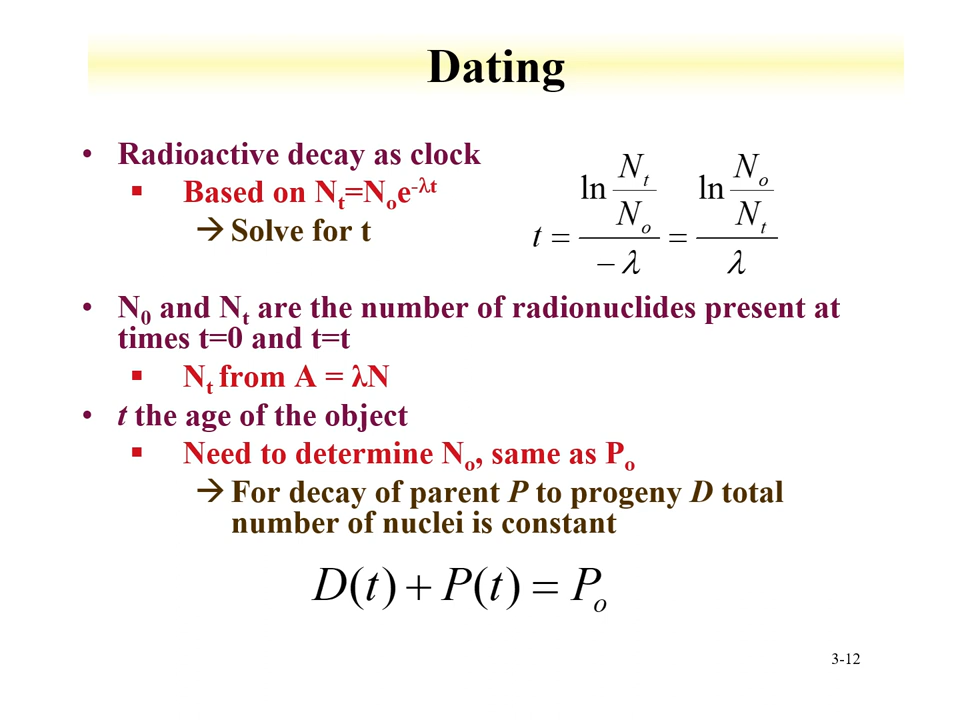 Dating
• Radioactive decay as clock
▪ Based on Nₜ=Nₒe^-λt
→ Solve for t
t = ln(Nₜ/Nₒ)/(−λ) = ln(Nₒ/Nₜ)/λ
• N₀ and Nₜ are the number of radionuclides present at
times t=0 and t=t
▪ Nₜ from A = λN
• t the age of the object
▪ Need to determine Nₒ, same as Pₒ
→ For decay of parent P to progeny D total
number of nuclei is constant
D(t) + P(t) = Pₒ
3-12